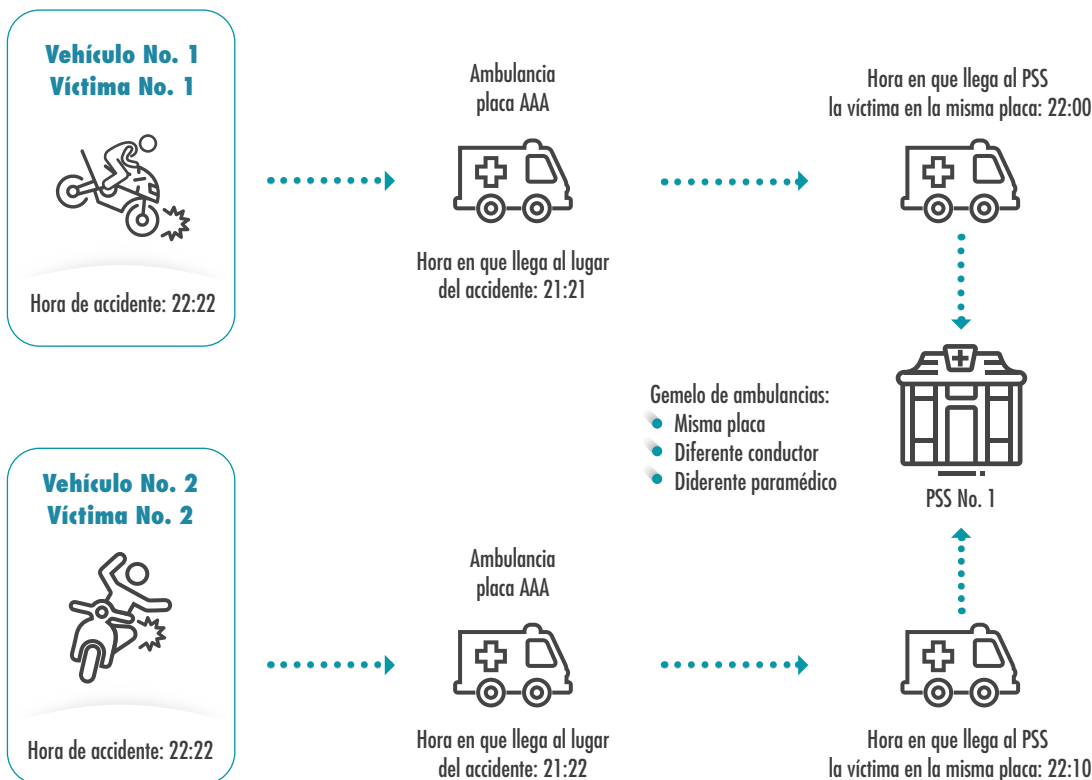 Vehículo No. 1
Víctima No. 1
Hora de accidente: 22:22
Ambulancia
placa AAA
Hora en que llega al lugar
del accidente: 21:21
Hora en que llega al PSS
la víctima en la misma placa: 22:00
Gemelo de ambulancias:
Misma placa
Diferente conductor
Diderente paramédico
PSS No. 1
Vehículo No. 2
Víctima No. 2
Hora de accidente: 22:22
Ambulancia
placa AAA
Hora en que llega al lugar
del accidente: 21:22
Hora en que llega al PSS
la víctima en la misma placa: 22:10